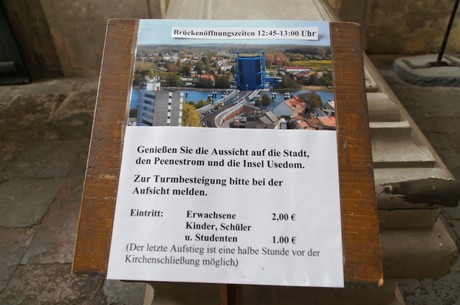 Brückenöffnungszeiten 12:45-13:00 Uhr
Genießen Sie die Aussicht auf die Stadt,
den Peenestrom und die Insel Usedom.
Zur Turmbesteigung bitte bei der
Aufsicht melden.
Eintritt: Erwachsene 2,00 €
Kinder, Schüler
u. Studenten 1.00 €
(Der letzte Aufstieg ist eine halbe Stunde vor der
Kirchenschließung möglich)